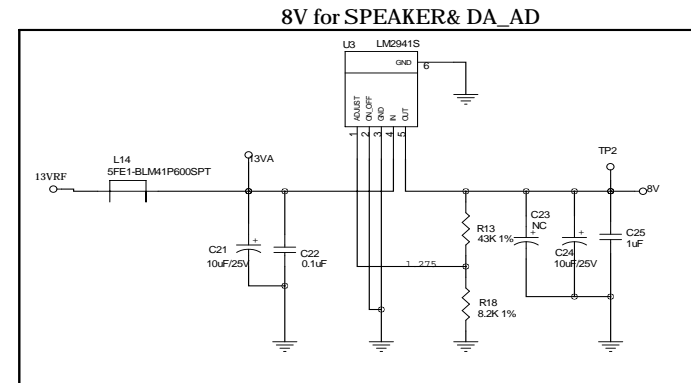 8V for SPEAKER& DA_AD
U3 LM2941S
GND 6
ADJUST
ON_OFF
GND
IN
OUT
1
2
3
4
5
L14
5FE1-BLM41P600SPT
13VRF
13VA
TP2
8V
R13
43K 1%
C23
NC
C25
1uF
C21
10uF/25V
C22
0.1uF
1.275
C24
10uF/25V
R18
8.2K 1%